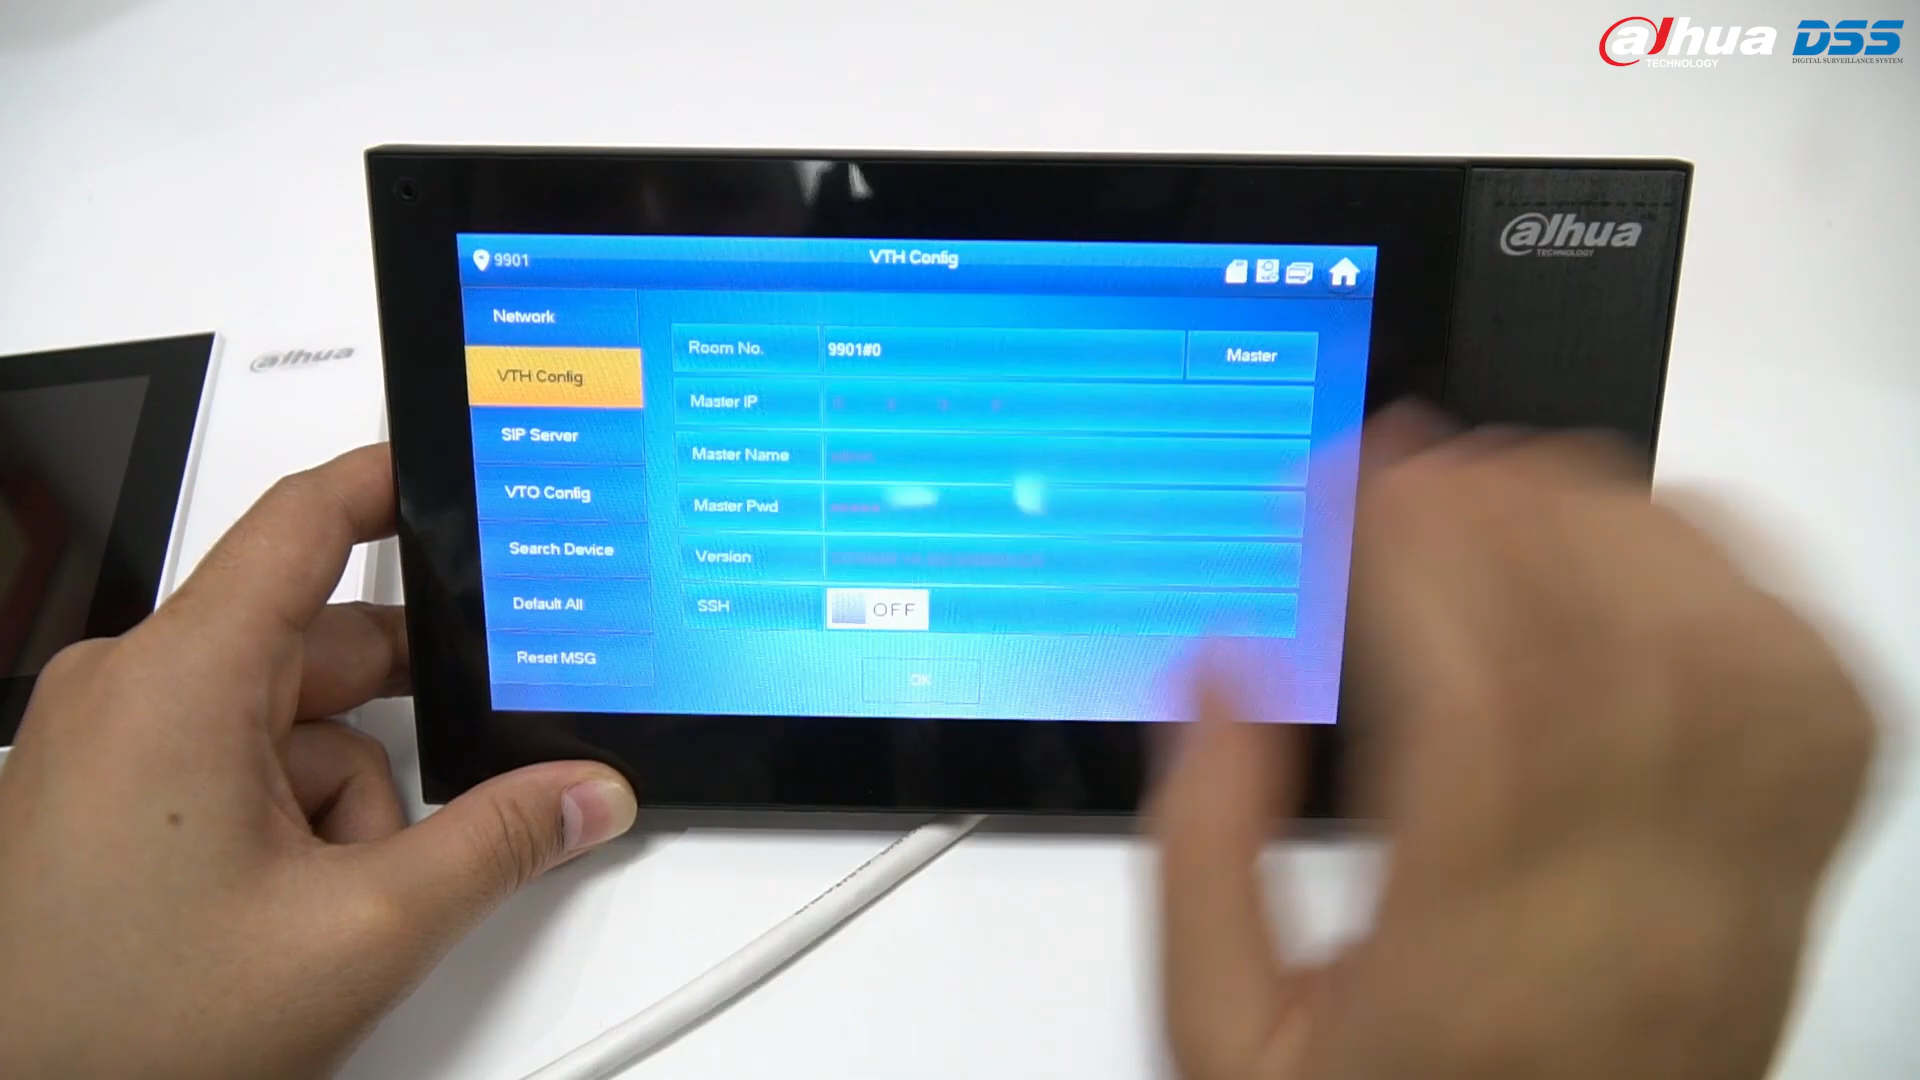 alhua DSS
TECHNOLOGY DIGITAL SURVEILLANCE SYSTEM
alhua
TECHNOLOGY
alhua
9901 VTH Config
Network
VTH Config
SIP Server
VTO Config
Search Device
Default All
Reset MSG
Room No. 9901#0 Master
Master IP
Master Name
Master Pwd
Version
SSH OFF
OK